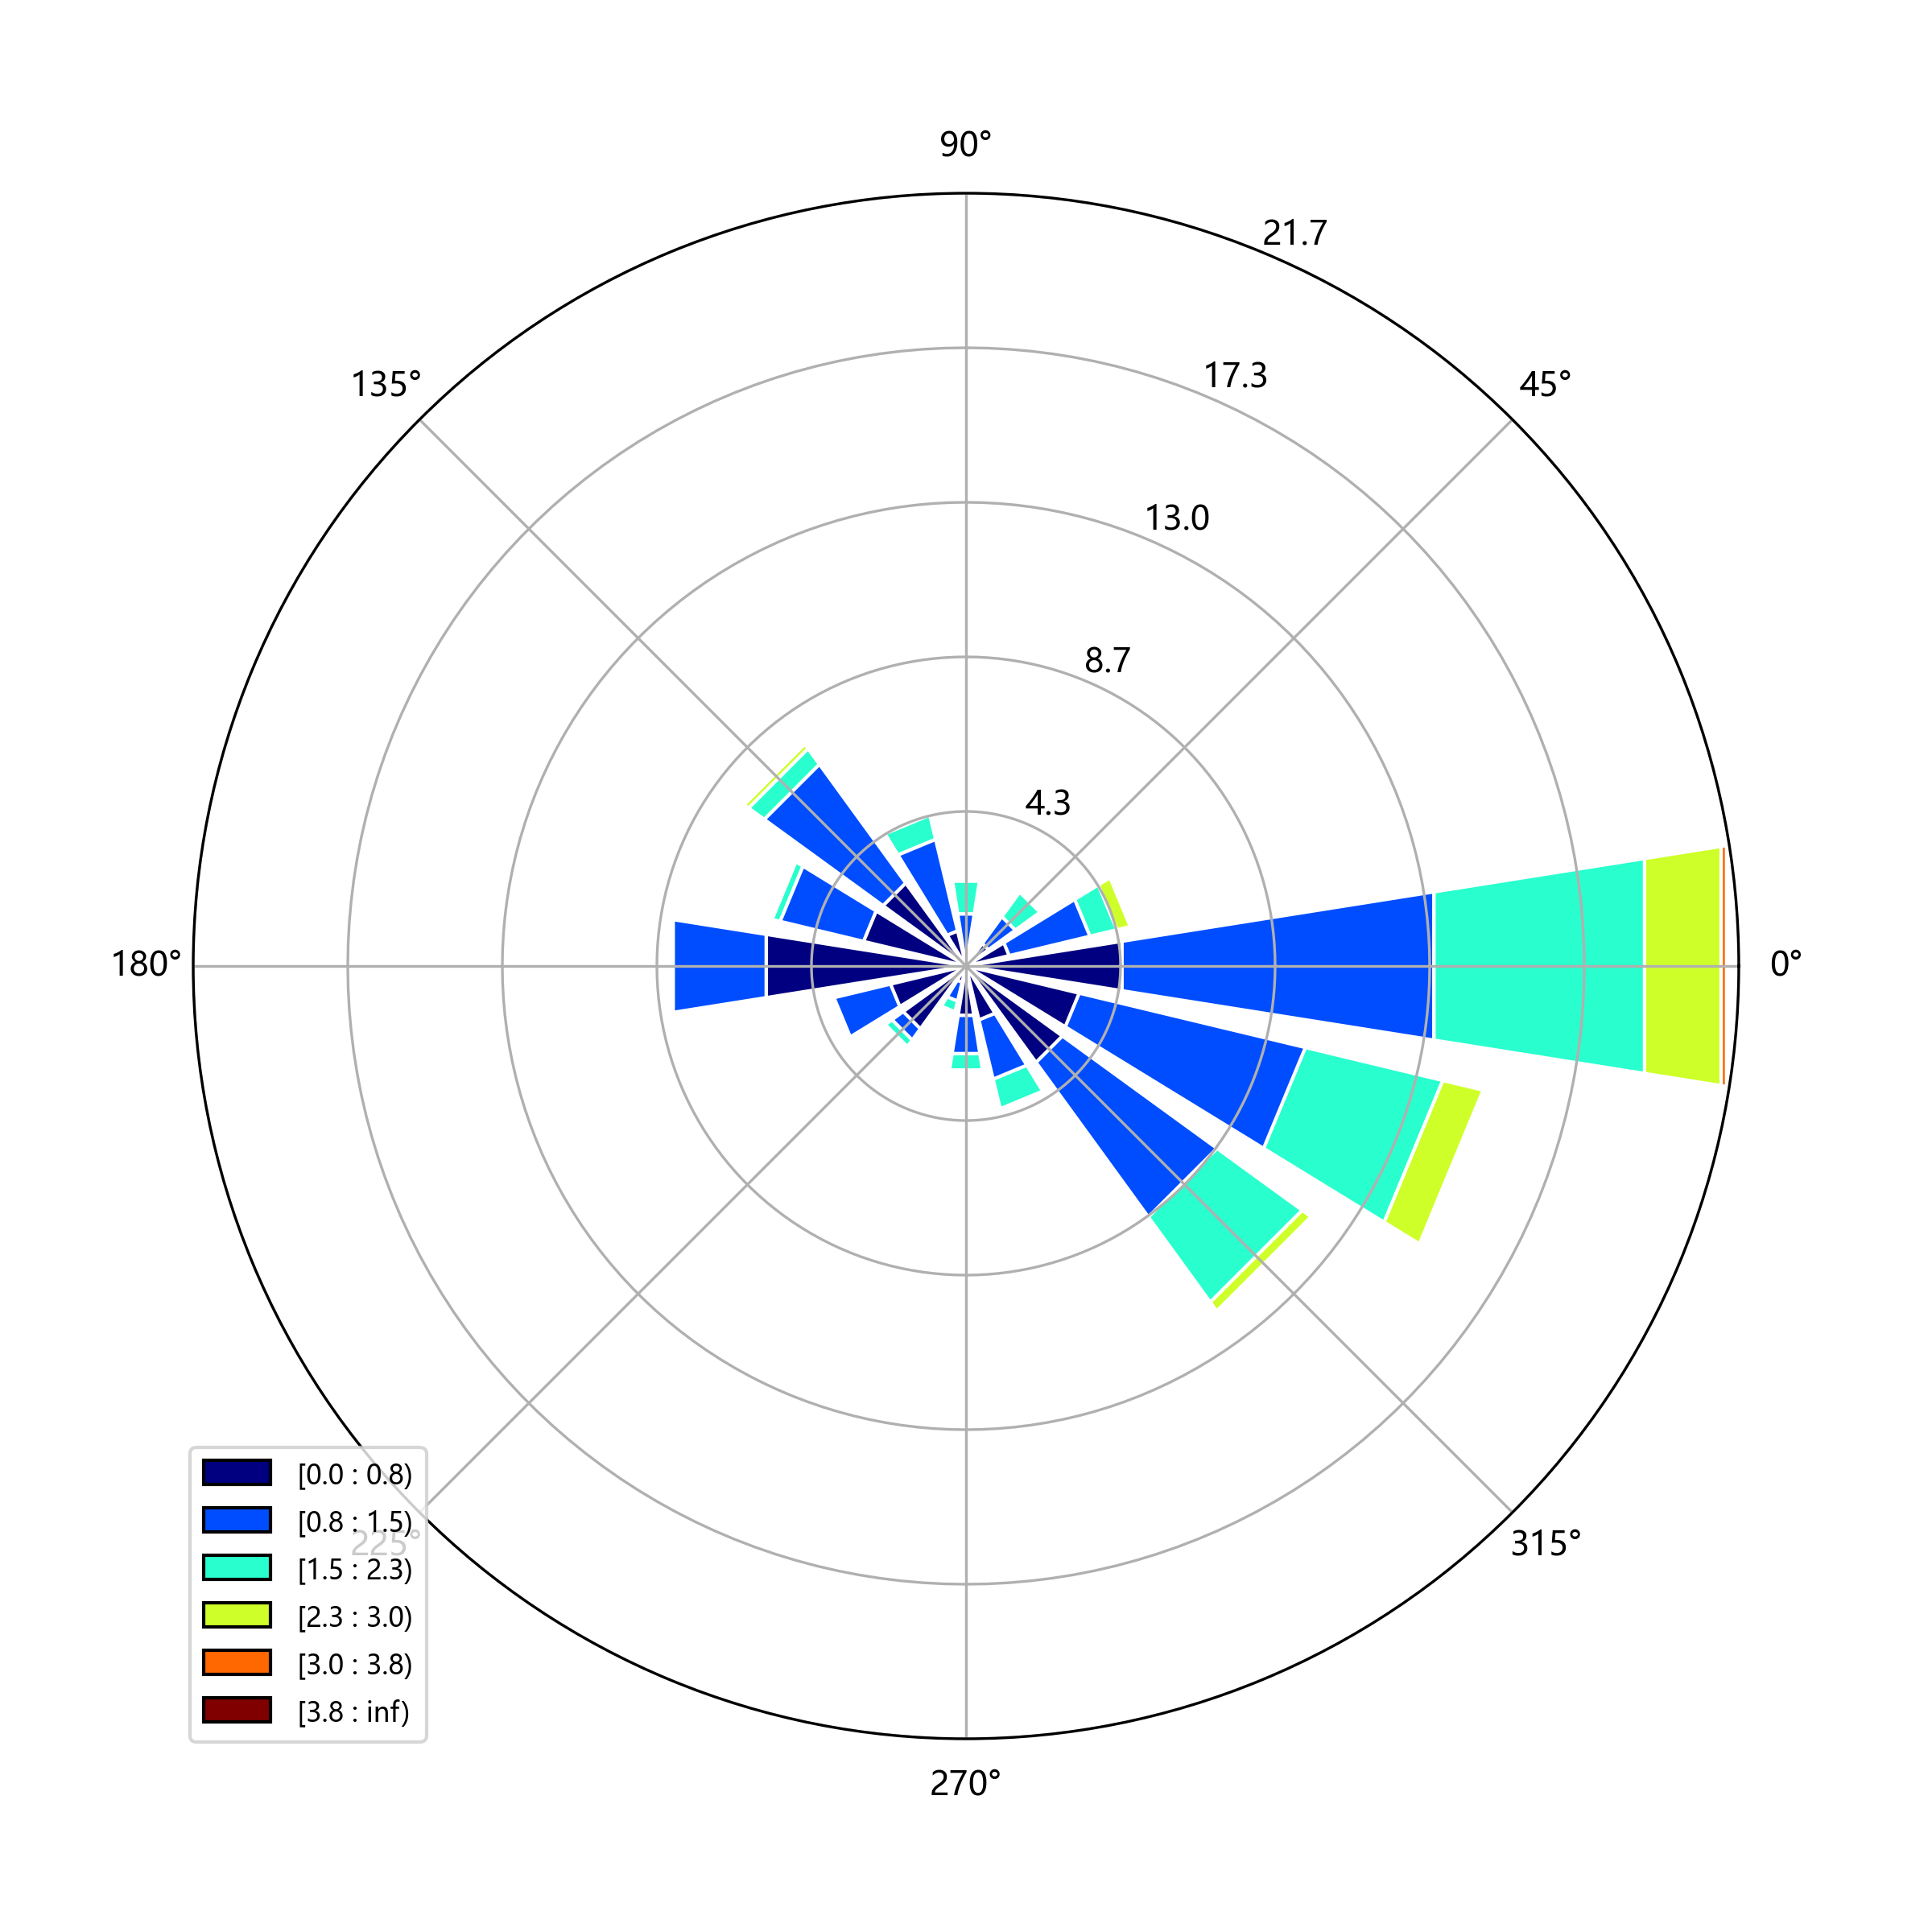 90°
21.7
17.3
135°
45°
13.0
8.7
4.3
180°
0°
[0.0 : 0.8)
[0.8 : 1.5)
225°
315°
[1.5 : 2.3)
[2.3 : 3.0)
[3.0 : 3.8)
[3.8 : inf)
270°